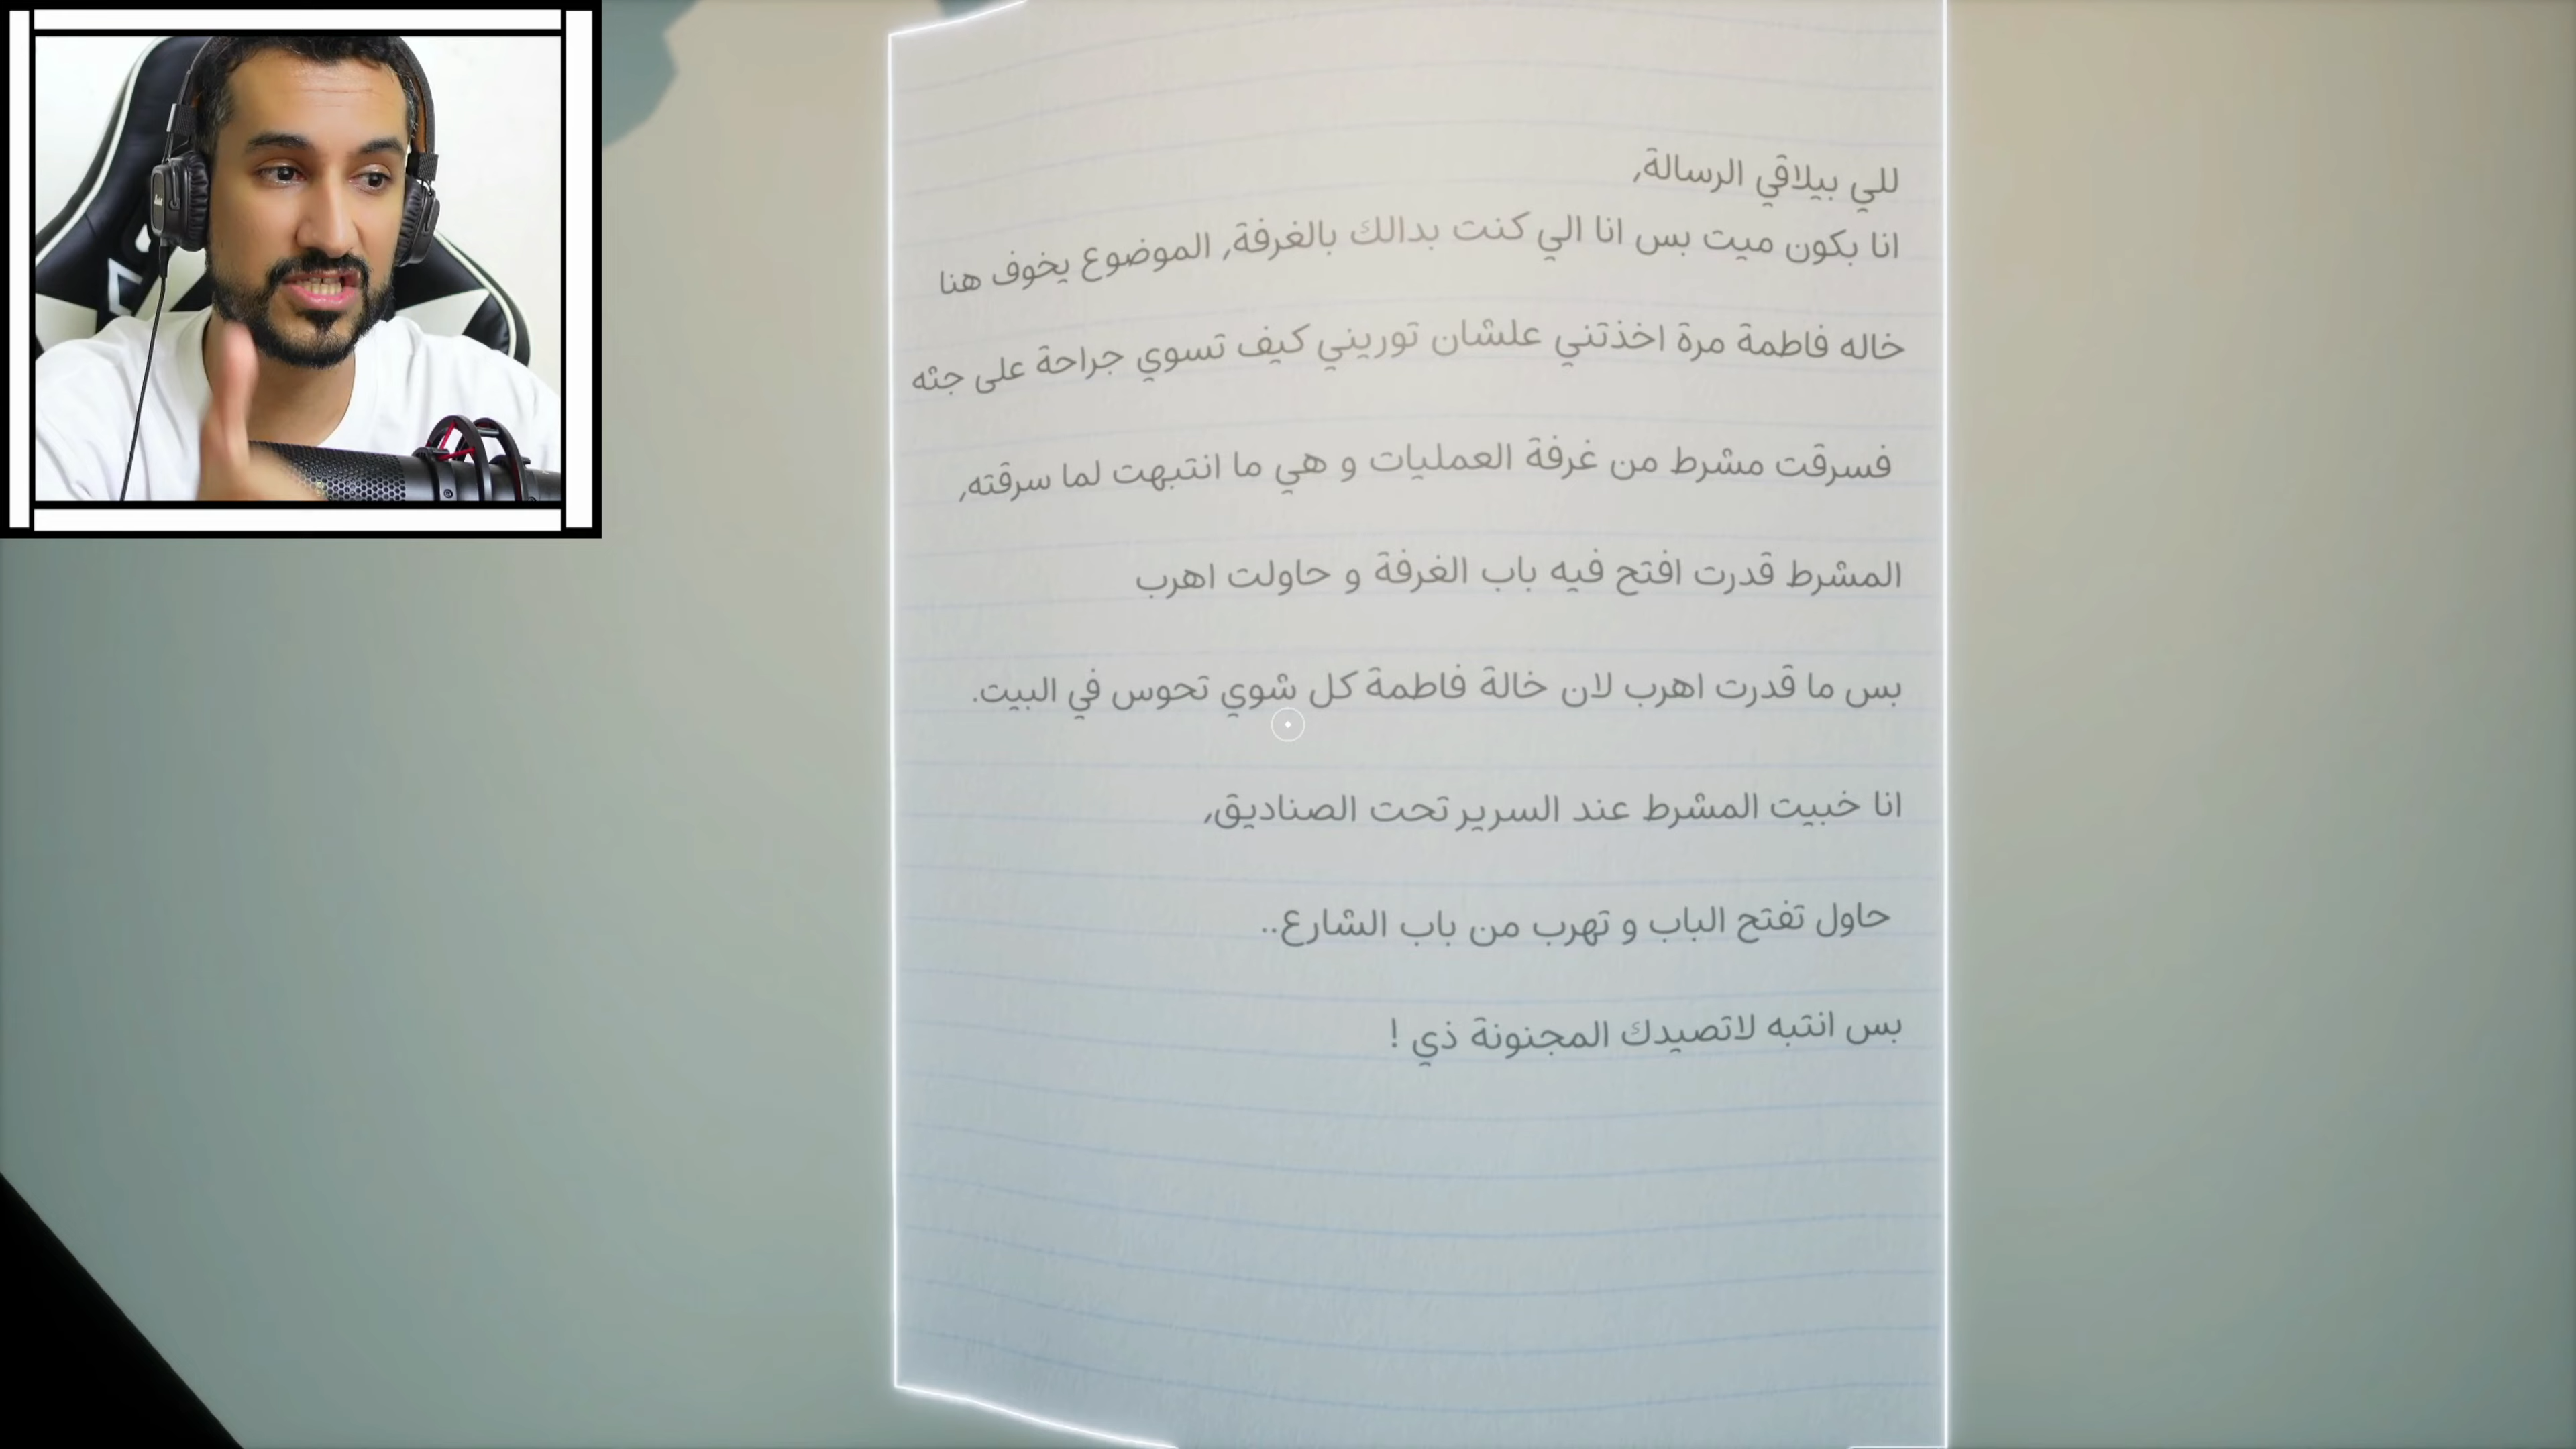 للي بيلاقي الرسالة,
انا بكون ميت بس انا الي كنت بدالك بالغرفة, الموضوع يخوف هنا
خاله فاطمة مرة اخذتني علشان توريني كيف تسوي جراحة على جثه
فسرقت مشرط من غرفة العمليات و هي ما انتبهت لما سرقته,
المشرط قدرت افتح فيه باب الغرفة و حاولت اهرب
بس ما قدرت اهرب لان خالة فاطمة كل شوي تحوس في البيت.
انا خبيت المشرط عند السرير تحت الصناديق,
حاول تفتح الباب و تهرب من باب الشارع..
بس انتبه لاتصيدك المجنونة ذي !